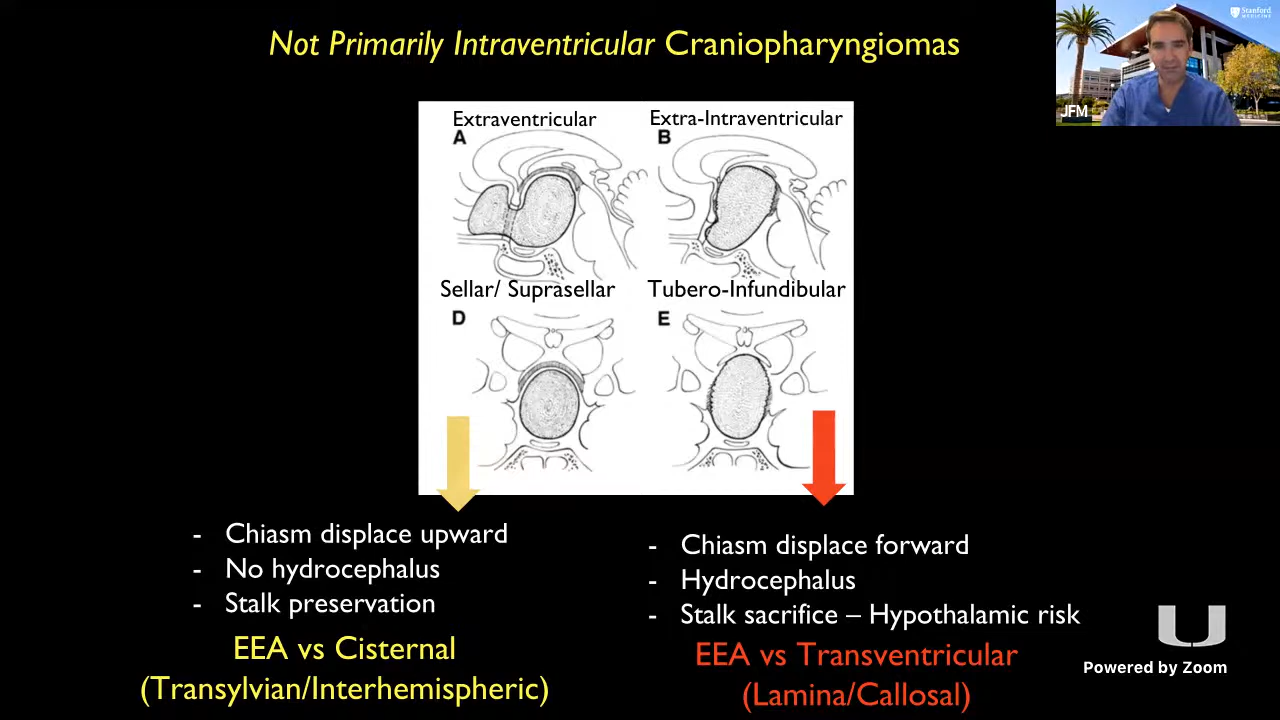 Not Primarily Intraventricular Craniopharyngiomas
Stanford
MEDICINE
JFM
Extraventricular
Extra-Intraventricular
A
B
Sellar/ Suprasellar
Tubero-Infundibular
D
E
- Chiasm displace upward
- No hydrocephalus
- Stalk preservation
EEA vs Cisternal
(Transylvian/Interhemispheric)
- Chiasm displace forward
- Hydrocephalus
- Stalk sacrifice – Hypothalamic risk
EEA vs Transventricular
(Lamina/Callosal)
U
Powered by Zoom